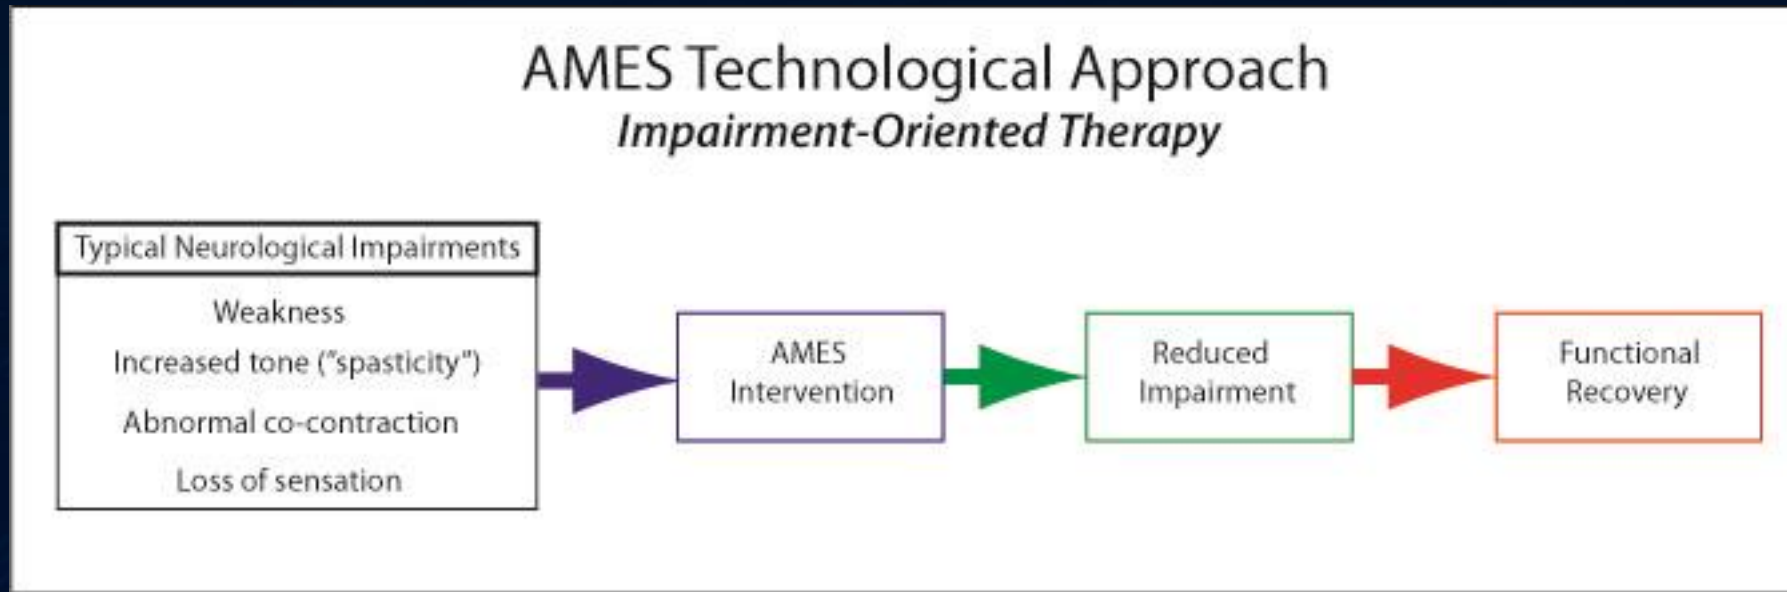 AMES Technological Approach
Impairment-Oriented Therapy
Typical Neurological Impairments
Weakness
Increased tone ("spasticity")
Abnormal co-contraction
Loss of sensation
AMES
Intervention
Reduced
Impairment
Functional
Recovery